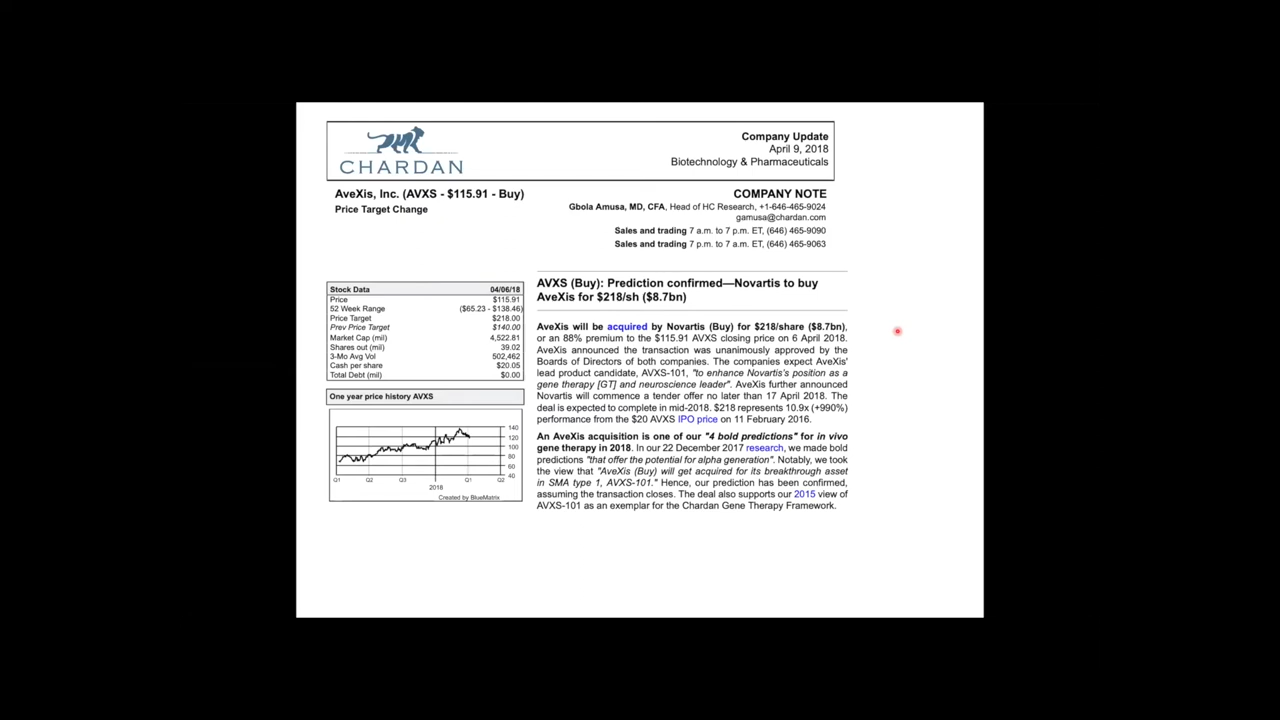 CHARDAN
Company Update
April 9, 2018
Biotechnology & Pharmaceuticals
AveXis, Inc. (AVXS - $115.91 - Buy)
Price Target Change
COMPANY NOTE
Gbola Amusa, MD, CFA, Head of HC Research, +1-646-465-9024
gamusa@chardan.com
Sales and trading 7 a.m. to 7 p.m. ET, (646) 465-9090
Sales and trading 7 p.m. to 7 a.m. ET, (646) 465-9063
Stock Data 04/06/18
Price $115.91
52 Week Range ($65.23 - $138.46)
Price Target $218.00
Prev Price Target $140.00
Market Cap (mil) 4,522.81
Shares out (mil) 39.02
3-Mo Avg Vol 502,462
Cash per share $20.05
Total Debt (mil) $0.00
One year price history AVXS
140
120
100
80
60
40
Q1 Q2 Q3 Q1 Q2
2018
Created by BlueMatrix
AVXS (Buy): Prediction confirmed—Novartis to buy
AveXis for $218/sh ($8.7bn)
AveXis will be acquired by Novartis (Buy) for $218/share ($8.7bn),
or an 88% premium to the $115.91 AVXS closing price on 6 April 2018.
AveXis announced the transaction was unanimously approved by the
Boards of Directors of both companies. The companies expect AveXis'
lead product candidate, AVXS-101, "to enhance Novartis's position as a
gene therapy [GT] and neuroscience leader". AveXis further announced
Novartis will commence a tender offer no later than 17 April 2018. The
deal is expected to complete in mid-2018. $218 represents 10.9x (+990%)
performance from the $20 AVXS IPO price on 11 February 2016.
An AveXis acquisition is one of our "4 bold predictions" for in vivo
gene therapy in 2018. In our 22 December 2017 research, we made bold
predictions "that offer the potential for alpha generation". Notably, we took
the view that "AveXis (Buy) will get acquired for its breakthrough asset
in SMA type 1, AVXS-101." Hence, our prediction has been confirmed,
assuming the transaction closes. The deal also supports our 2015 view of
AVXS-101 as an exemplar for the Chardan Gene Therapy Framework.